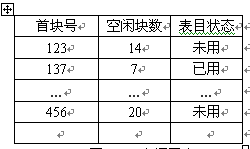 首块号 空闲块数 表目状态
123 14 未用
137 7 已用
... ... ...
456 20 未用